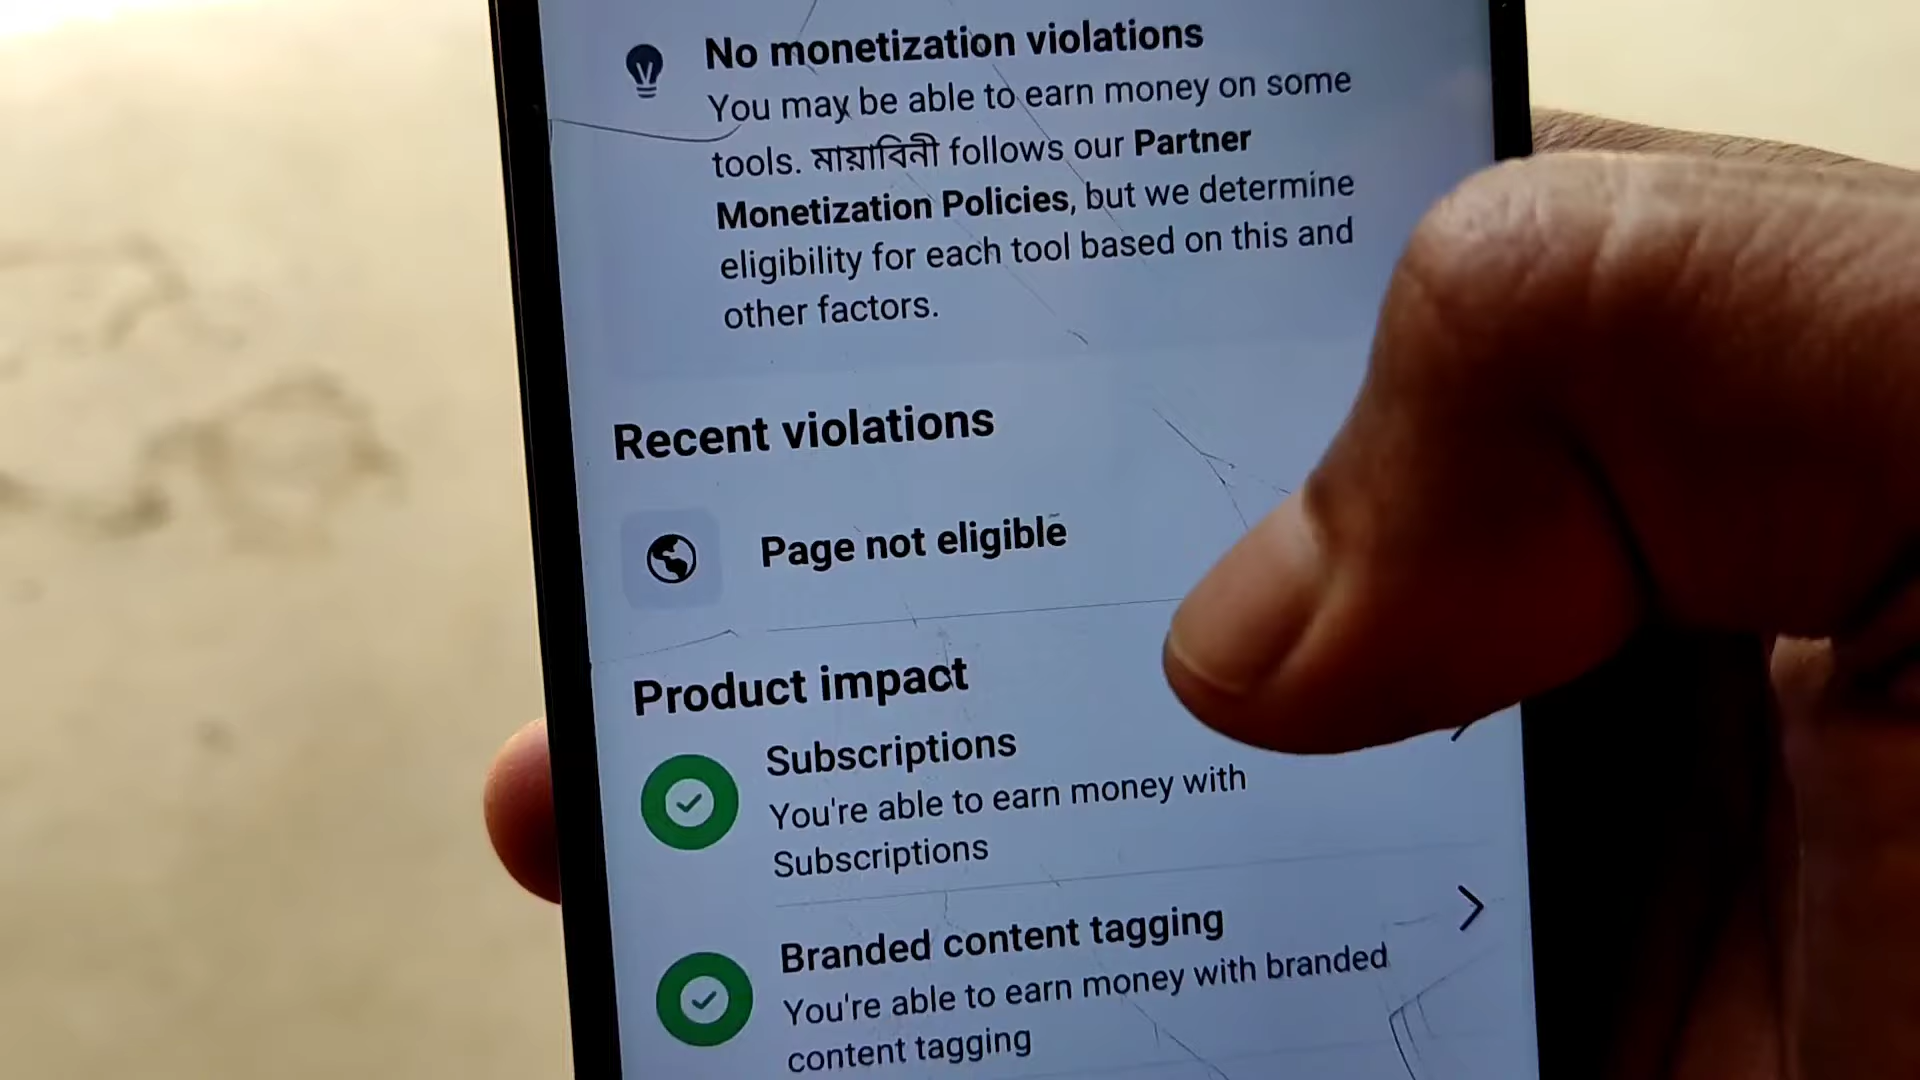 No monetization violations
You may be able to earn money on some
tools. মায়াবিনী follows our Partner
Monetization Policies, but we determine
eligibility for each tool based on this and
other factors.
Recent violations
Page not eligible
Product impact
Subscriptions
You're able to earn money with
Subscriptions
Branded content tagging
You're able to earn money with branded
content tagging